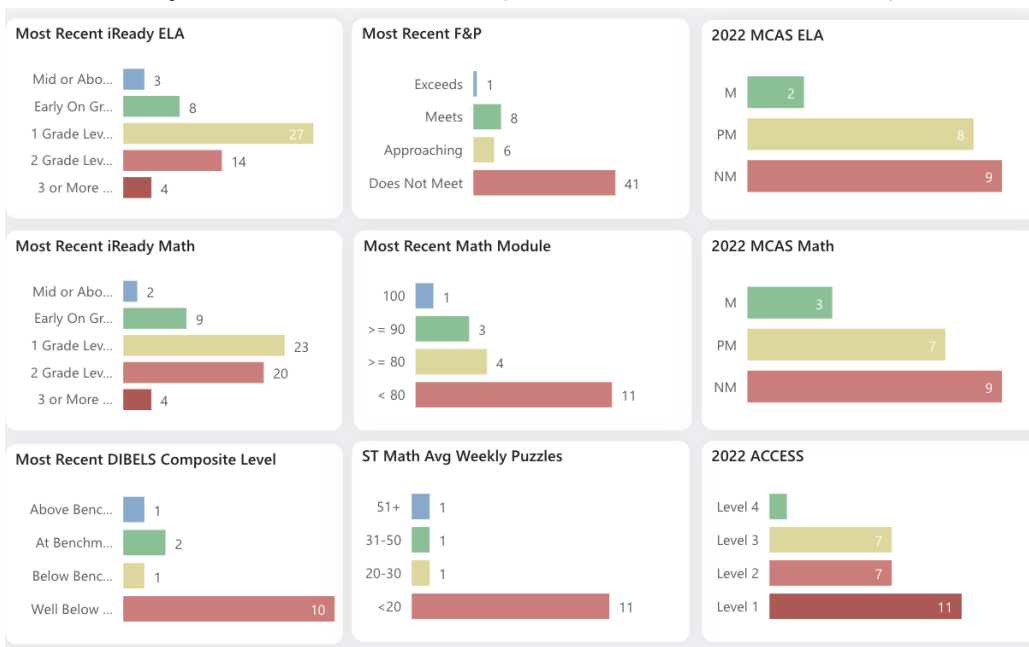 Most Recent iReady ELA
Mid or Abo... 3
Early On Gr... 8
1 Grade Lev... 27
2 Grade Lev... 14
3 or More ... 4
Most Recent F&P
Exceeds 1
Meets 8
Approaching 6
Does Not Meet 41
2022 MCAS ELA
M 2
PM 8
NM 9
Most Recent iReady Math
Mid or Abo... 2
Early On Gr... 9
1 Grade Lev... 23
2 Grade Lev... 20
3 or More ... 4
Most Recent Math Module
100 1
>= 90 3
>= 80 4
< 80 11
2022 MCAS Math
M 3
PM 7
NM 9
Most Recent DIBELS Composite Level
Above Benc... 1
At Benchm... 2
Below Benc... 1
Well Below ... 10
ST Math Avg Weekly Puzzles
51+ 1
31-50 1
20-30 1
<20 11
2022 ACCESS
Level 4
Level 3 7
Level 2 7
Level 1 11